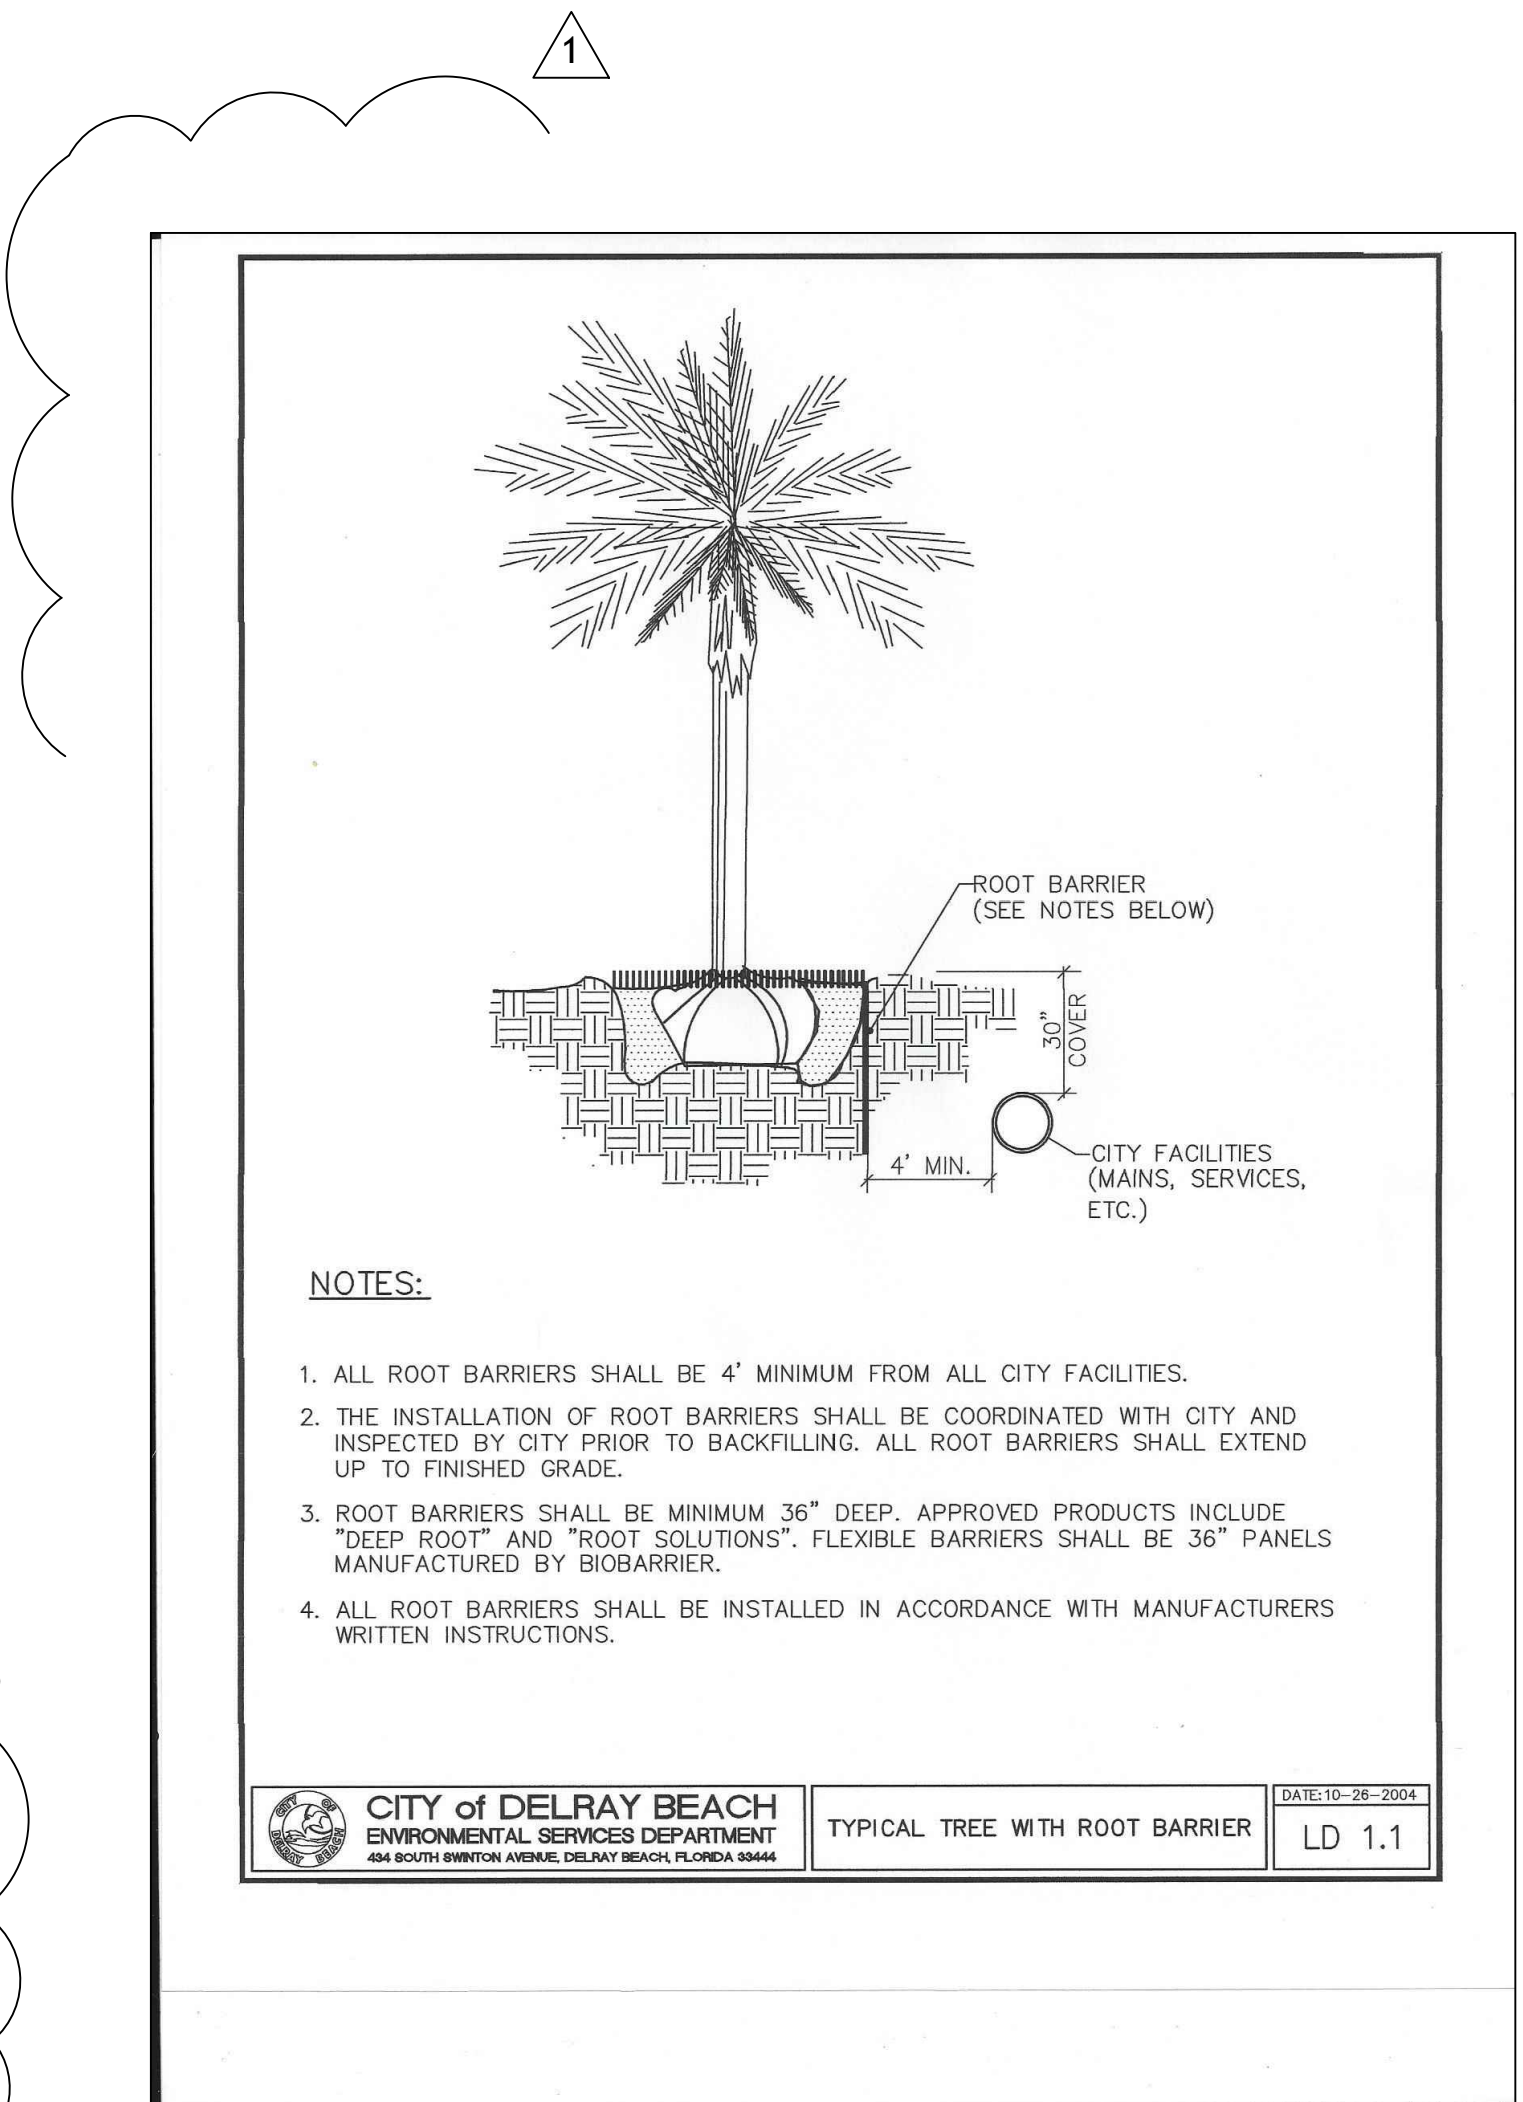 1
ROOT BARRIER
(SEE NOTES BELOW)
30"
COVER
4' MIN.
CITY FACILITIES
(MAINS, SERVICES,
ETC.)
NOTES:
1. ALL ROOT BARRIERS SHALL BE 4' MINIMUM FROM ALL CITY FACILITIES.
2. THE INSTALLATION OF ROOT BARRIERS SHALL BE COORDINATED WITH CITY AND
INSPECTED BY CITY PRIOR TO BACKFILLING. ALL ROOT BARRIERS SHALL EXTEND
UP TO FINISHED GRADE.
3. ROOT BARRIERS SHALL BE MINIMUM 36" DEEP. APPROVED PRODUCTS INCLUDE
"DEEP ROOT" AND "ROOT SOLUTIONS". FLEXIBLE BARRIERS SHALL BE 36" PANELS
MANUFACTURED BY BIOBARRIER.
4. ALL ROOT BARRIERS SHALL BE INSTALLED IN ACCORDANCE WITH MANUFACTURERS
WRITTEN INSTRUCTIONS.
CITY OF DELRAY BEACH
CITY of DELRAY BEACH
ENVIRONMENTAL SERVICES DEPARTMENT
434 SOUTH SWINTON AVENUE, DELRAY BEACH, FLORIDA 33444
TYPICAL TREE WITH ROOT BARRIER
DATE:10-26-2004
LD 1.1